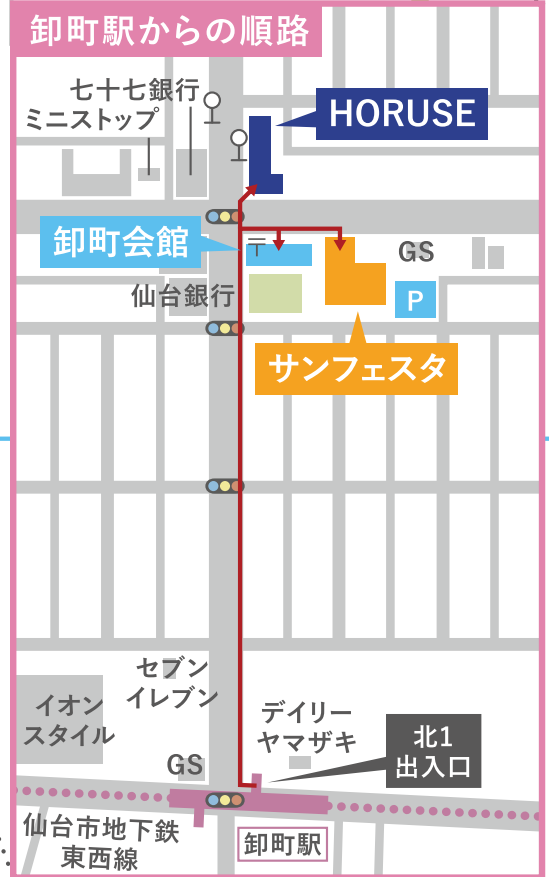 卸町駅からの順路
七十七銀行
ミニストップ
HORUSE
卸町会館
〒
GS
仙台銀行
P
サンフェスタ
セブン
イレブン
イオン
スタイル
デイリー
ヤマザキ
北1
出入口
GS
仙台市地下鉄
東西線
卸町駅